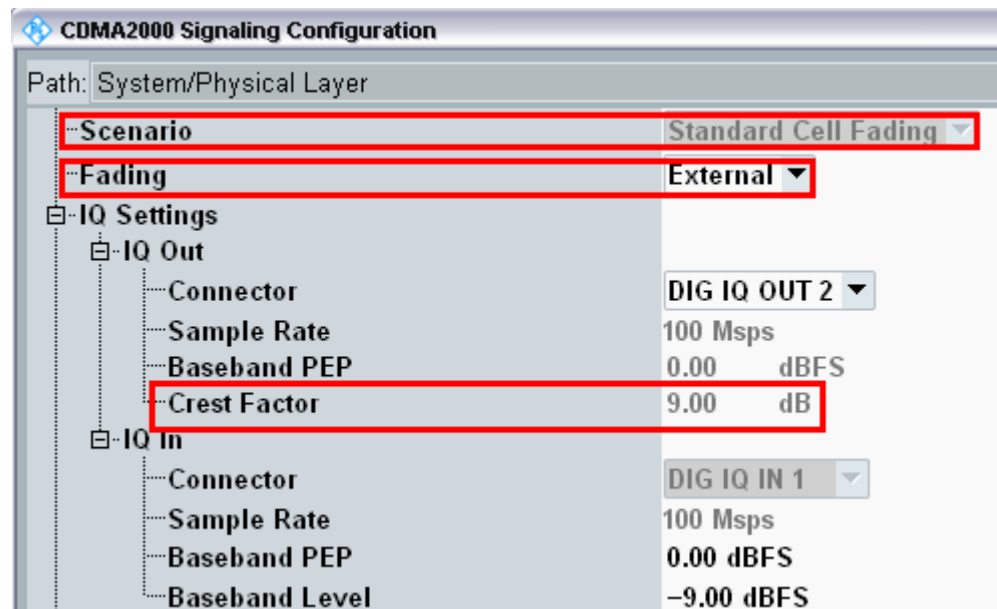 CDMA2000 Signaling Configuration
Path: System/Physical Layer
Scenario Standard Cell Fading
Fading External
IQ Settings
IQ Out
Connector DIG IQ OUT 2
Sample Rate 100 Msps
Baseband PEP 0.00 dBFS
Crest Factor 9.00 dB
IQ In
Connector DIG IQ IN 1
Sample Rate 100 Msps
Baseband PEP 0.00 dBFS
Baseband Level −9.00 dBFS